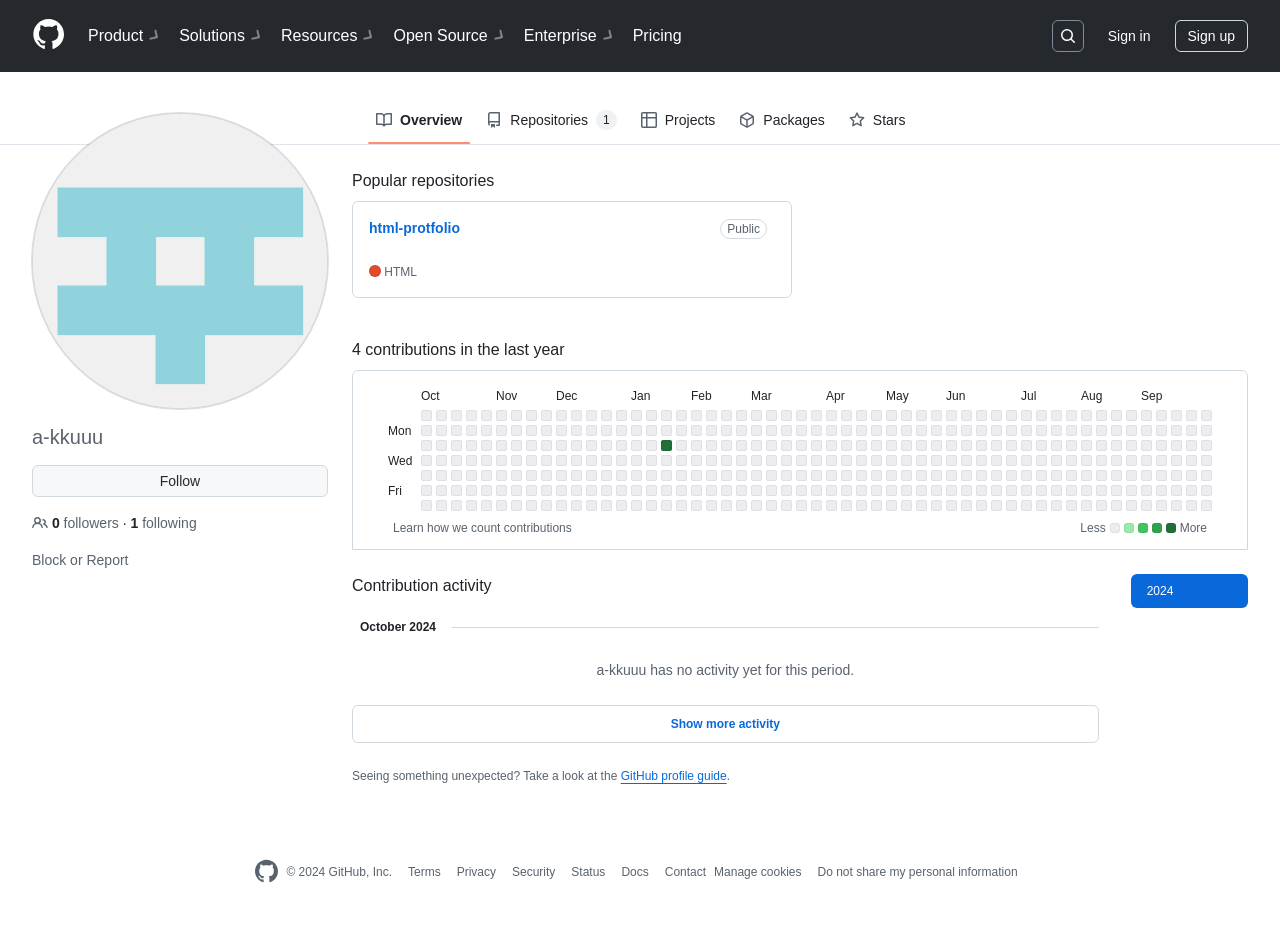 Product Solutions Resources Open Source Enterprise Pricing Sign in Sign up
Overview Repositories 1 Projects Packages Stars
a-kkuuu
Follow
0 followers · 1 following
Block or Report
Popular repositories
html-protfolio Public
HTML
4 contributions in the last year
Oct Nov Dec Jan Feb Mar Apr May Jun Jul Aug Sep
Mon
Wed
Fri
Learn how we count contributions Less More
Contribution activity
2024
October 2024
a-kkuuu has no activity yet for this period.
Show more activity
Seeing something unexpected? Take a look at the GitHub profile guide.
© 2024 GitHub, Inc. Terms Privacy Security Status Docs Contact Manage cookies Do not share my personal information